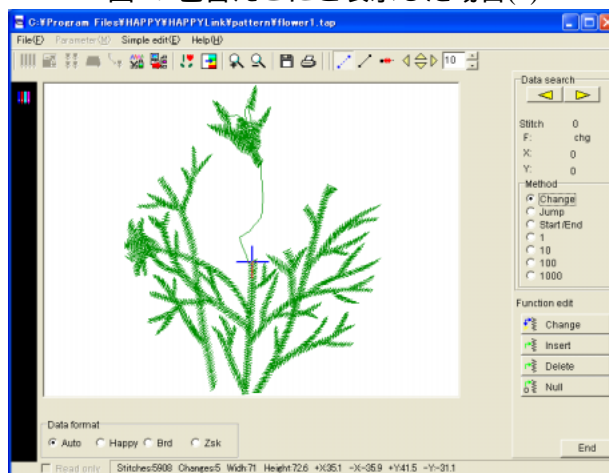 G:¥Program Files¥HAPPY¥HAPPYLink¥pattern¥flower1.tap
File(F) Parameter(M) Simple edit(E) Help(H)
10
Data search
Stitch 0
F: chg
X: 0
Y: 0
Method
Change
Jump
Start/End
1
10
100
1000
Function edit
Change
Insert
Delete
Null
Data format
Auto Happy Brd Zsk
End
Read only Stitches:5908 Changes:5 Width:71 Height:72.6 +X:35.1 -X:-35.9 +Y:41.5 -Y:-31.1